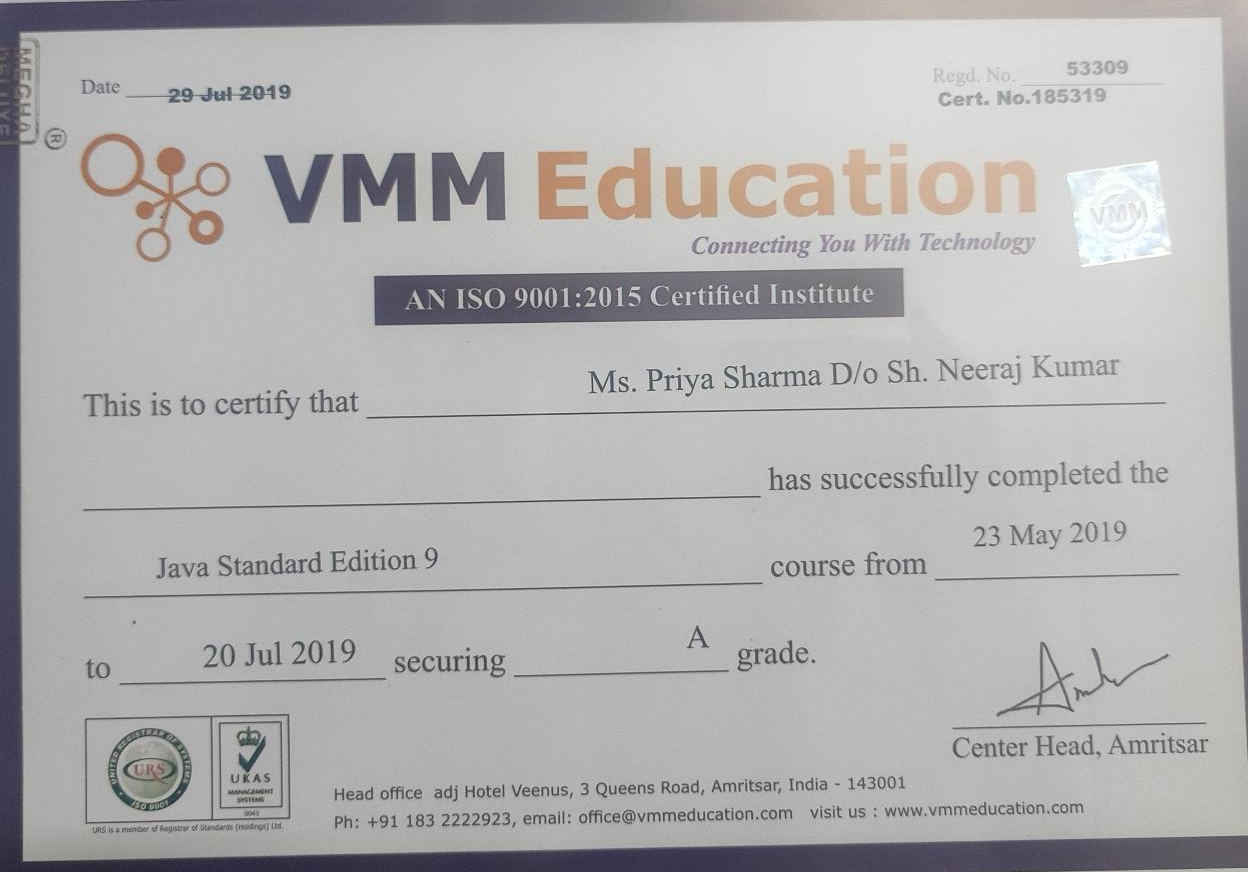 MEGHA
DELUXE
®
Date 29 Jul 2019
Regd. No. 53309
Cert. No.185319
VMM Education
VMM
Connecting You With Technology
AN ISO 9001:2015 Certified Institute
This is to certify that Ms. Priya Sharma D/o Sh. Neeraj Kumar
has successfully completed the
Java Standard Edition 9 course from 23 May 2019
to 20 Jul 2019 securing A grade.
Center Head, Amritsar
UNITED REGISTRAR OF SYSTEMS
URS
ISO 9001
UKAS
MANAGEMENT
SYSTEMS
0043
URS is a member of Registrar of Standards (Holdings) Ltd.
Head office adj Hotel Veenus, 3 Queens Road, Amritsar, India - 143001
Ph: +91 183 2222923, email: office@vmmeducation.com visit us : www.vmmeducation.com